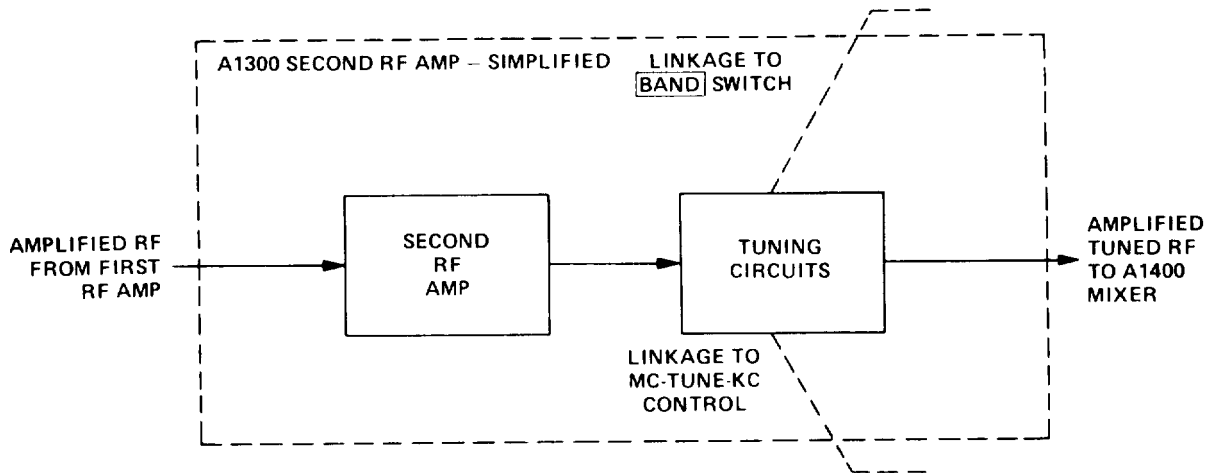 A1300 SECOND RF AMP – SIMPLIFIED
LINKAGE TO
BAND SWITCH
AMPLIFIED RF
FROM FIRST
RF AMP
SECOND
RF
AMP
TUNING
CIRCUITS
AMPLIFIED
TUNED RF
TO A1400
MIXER
LINKAGE TO
MC-TUNE-KC
CONTROL